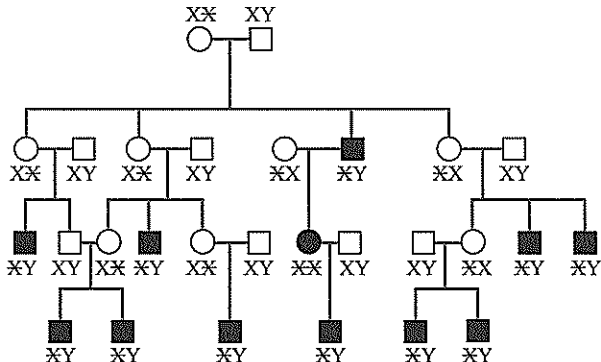 XX̶ XY
XX̶ XY XX̶ XY X̶X X̶Y X̶X XY
X̶Y XY XX̶ X̶Y XX̶ XY X̶X̶ XY XY X̶X X̶Y X̶Y
X̶Y X̶Y X̶Y X̶Y X̶Y X̶Y